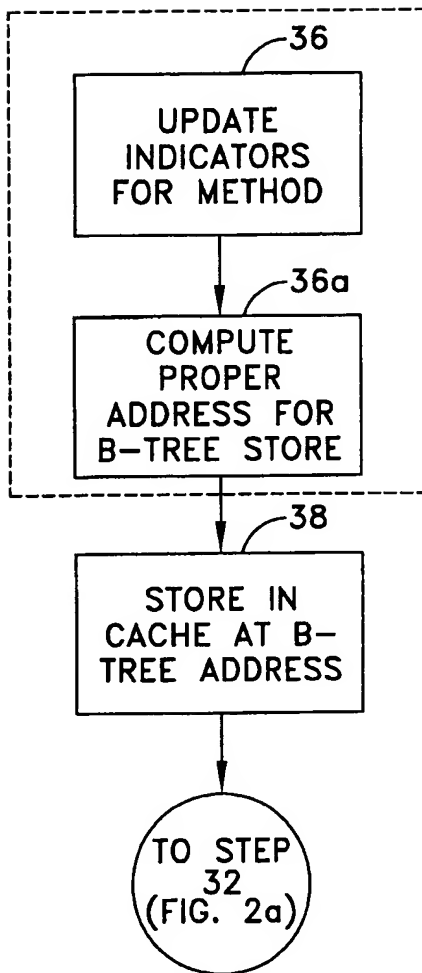 36
UPDATE
INDICATORS
FOR METHOD
36a
COMPUTE
PROPER
ADDRESS FOR
B-TREE STORE
38
STORE IN
CACHE AT B-
TREE ADDRESS
TO STEP
32
(FIG. 2a)